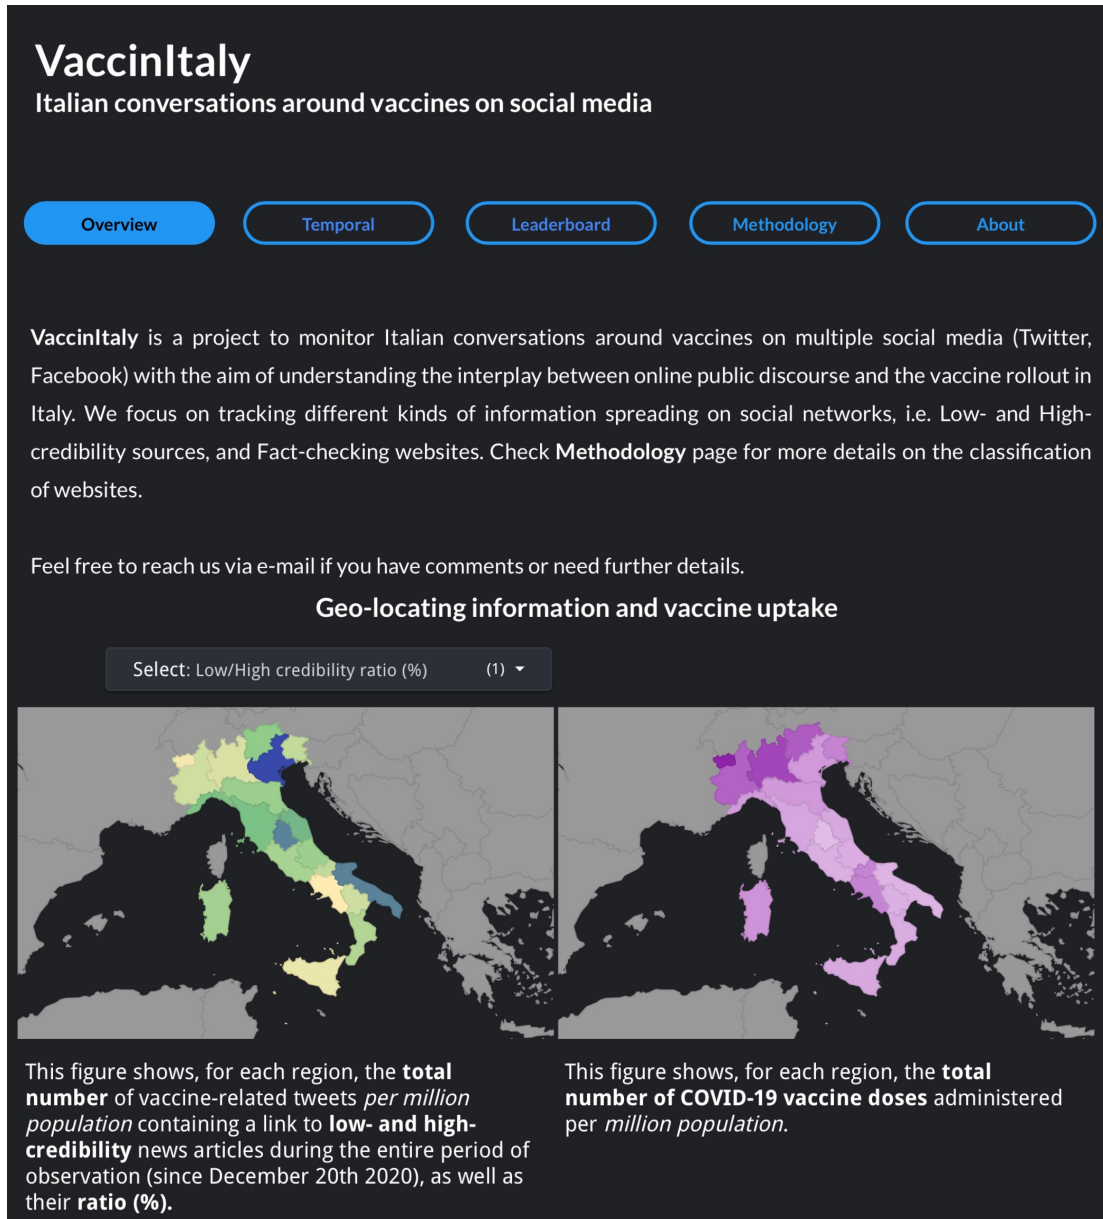 VaccinItaly
Italian conversations around vaccines on social media
Overview
Temporal
Leaderboard
Methodology
About
VaccinItaly is a project to monitor Italian conversations around vaccines on multiple social media (Twitter,
Facebook) with the aim of understanding the interplay between online public discourse and the vaccine rollout in
Italy. We focus on tracking different kinds of information spreading on social networks, i.e. Low- and High-
credibility sources, and Fact-checking websites. Check Methodology page for more details on the classification
of websites.
Feel free to reach us via e-mail if you have comments or need further details.
Geo-locating information and vaccine uptake
Select: Low/High credibility ratio (%) (1)
This figure shows, for each region, the total
number of vaccine-related tweets per million
population containing a link to low- and high-
credibility news articles during the entire period of
observation (since December 20th 2020), as well as
their ratio (%).
This figure shows, for each region, the total
number of COVID-19 vaccine doses administered
per million population.